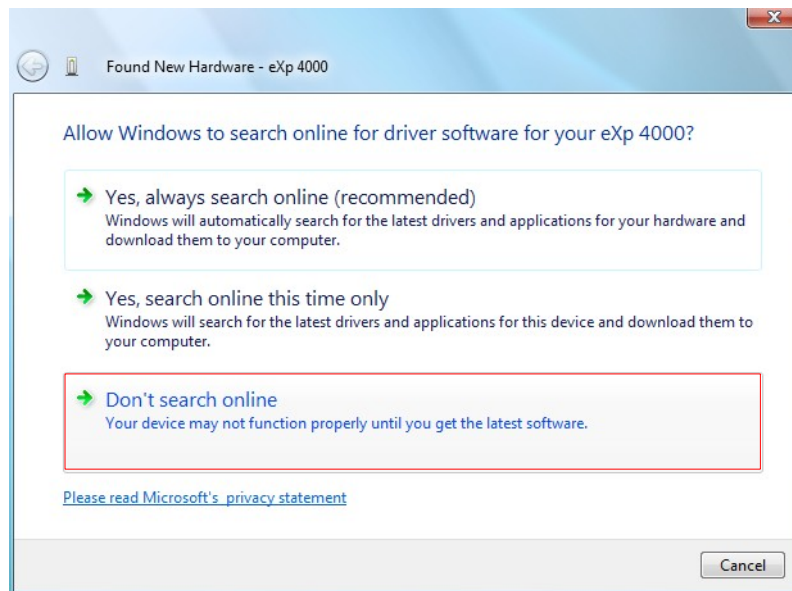 Found New Hardware - eXp 4000
Allow Windows to search online for driver software for your eXp 4000?
Yes, always search online (recommended)
Windows will automatically search for the latest drivers and applications for your hardware and
download them to your computer.
Yes, search online this time only
Windows will search for the latest drivers and applications for this device and download them to
your computer.
Don't search online
Your device may not function properly until you get the latest software.
Please read Microsoft's privacy statement
Cancel